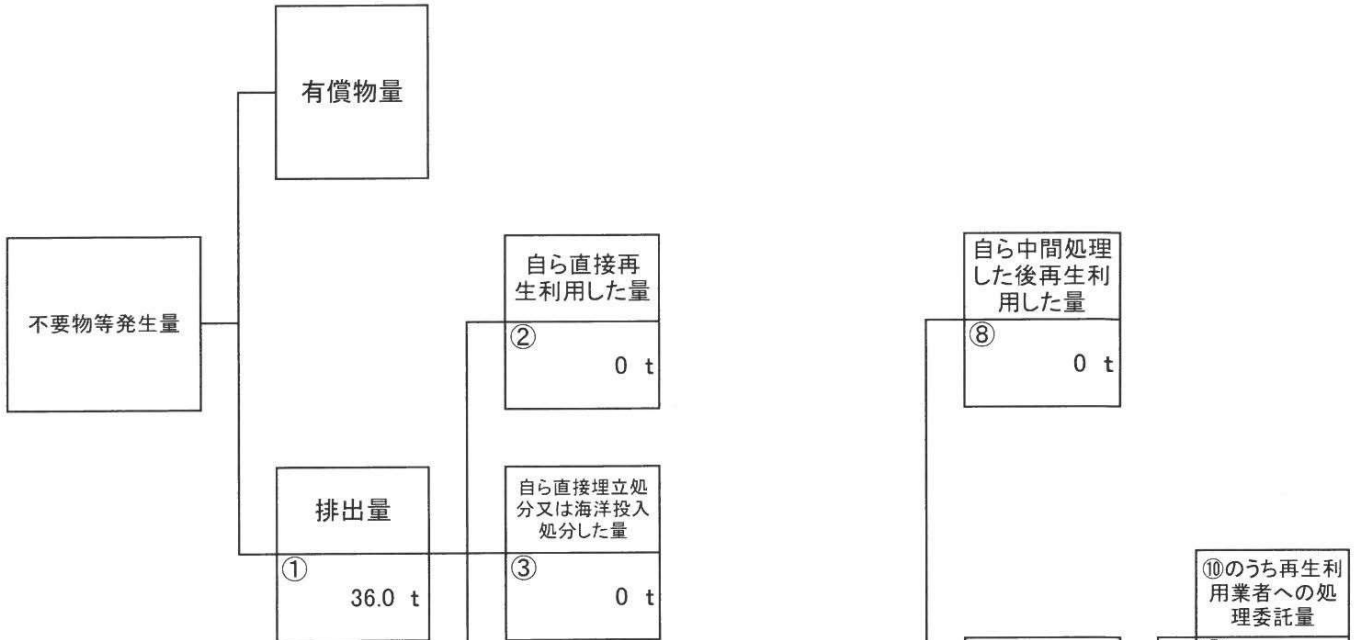 有償物量
不要物等発生量
自ら直接再
生利用した量
②
0 t
自ら中間処理
した後再生利
用した量
⑧
0 t
排出量
①
36.0 t
自ら直接埋立処
分又は海洋投入
処分した量
③
0 t
⑩のうち再生利
用業者への処
理委託量